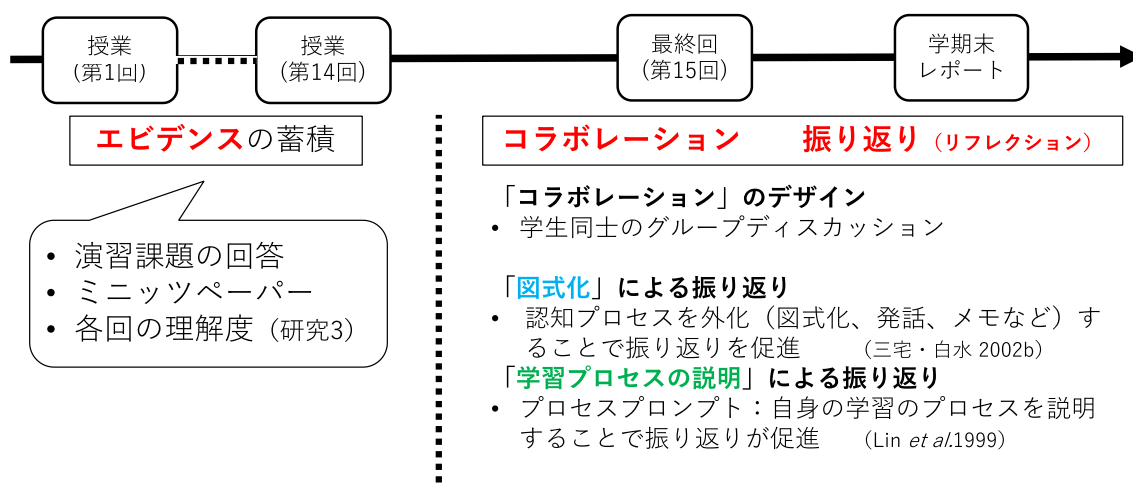 授業
(第1回)
授業
(第14回)
最終回
(第15回)
学期末
レポート
エビデンスの蓄積
コラボレーション 振り返り（リフレクション）
• 演習課題の回答
• ミニッツペーパー
• 各回の理解度（研究3）
「コラボレーション」のデザイン
• 学生同士のグループディスカッション
「図式化」による振り返り
• 認知プロセスを外化（図式化、発話、メモなど）す
ることで振り返りを促進 （三宅・白水 2002b）
「学習プロセスの説明」による振り返り
• プロセスプロンプト：自身の学習のプロセスを説明
することで振り返りが促進 （Lin et al.1999）